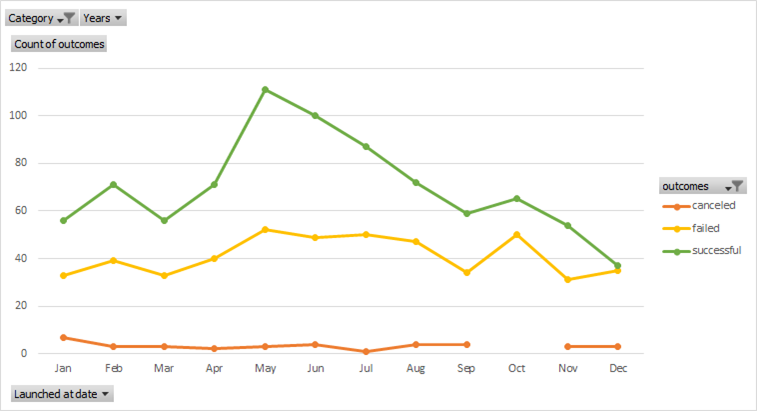 Category Years
Count of outcomes
120
100
80
60
40
20
0
Jan Feb Mar Apr May Jun Jul Aug Sep Oct Nov Dec
Launched at date
outcomes
canceled
failed
successful